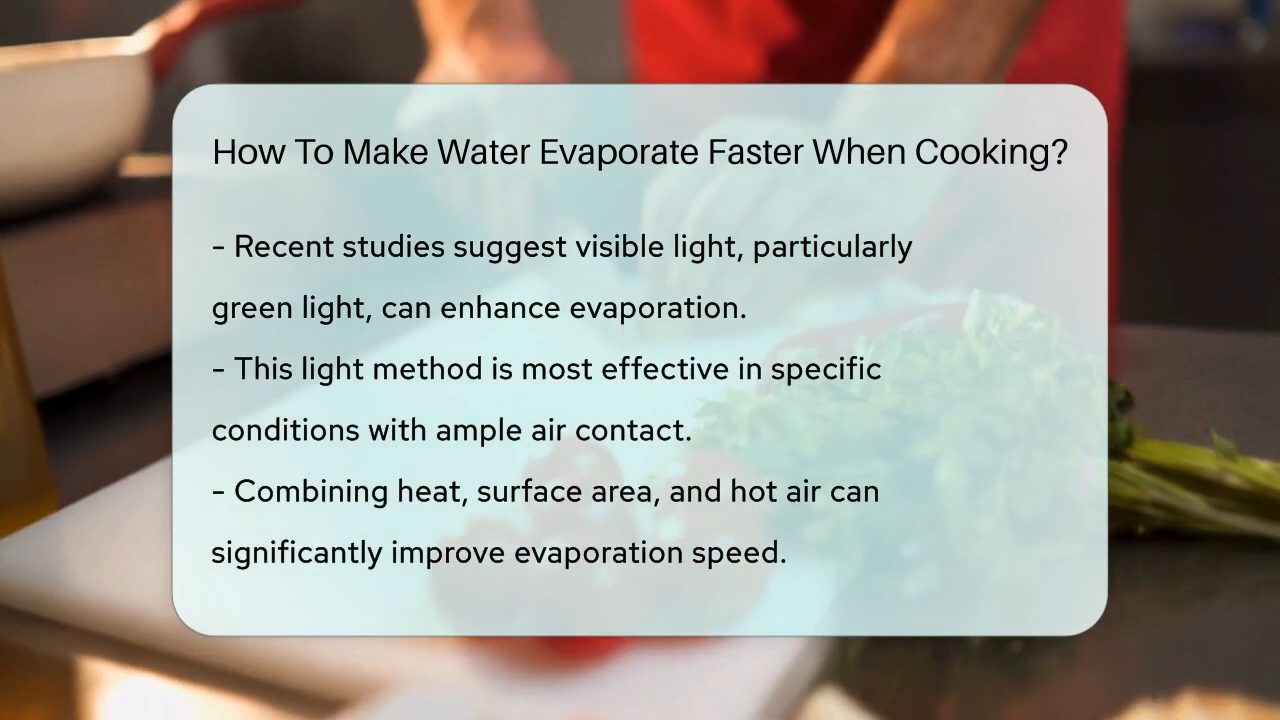 How To Make Water Evaporate Faster When Cooking?
- Recent studies suggest visible light, particularly
green light, can enhance evaporation.
- This light method is most effective in specific
conditions with ample air contact.
- Combining heat, surface area, and hot air can
significantly improve evaporation speed.